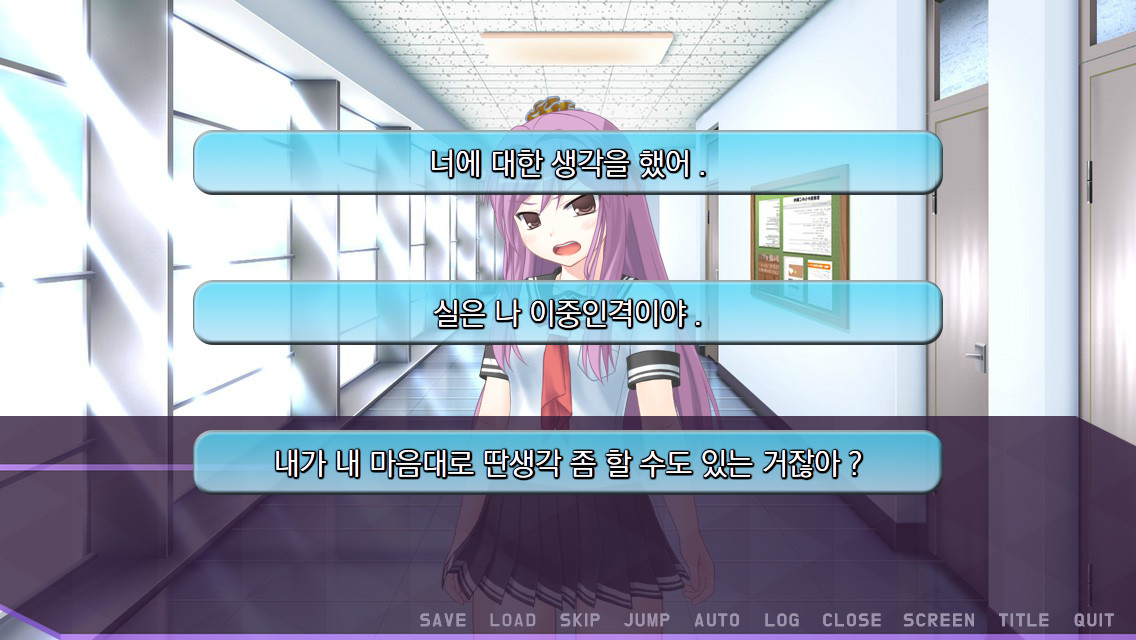 너에 대한 생각을 했어 .
실은 나 이중인격이야 .
내가 내 마음대로 딴생각 좀 할 수도 있는 거잖아 ?
SAVE LOAD SKIP JUMP AUTO LOG CLOSE SCREEN TITLE QUIT